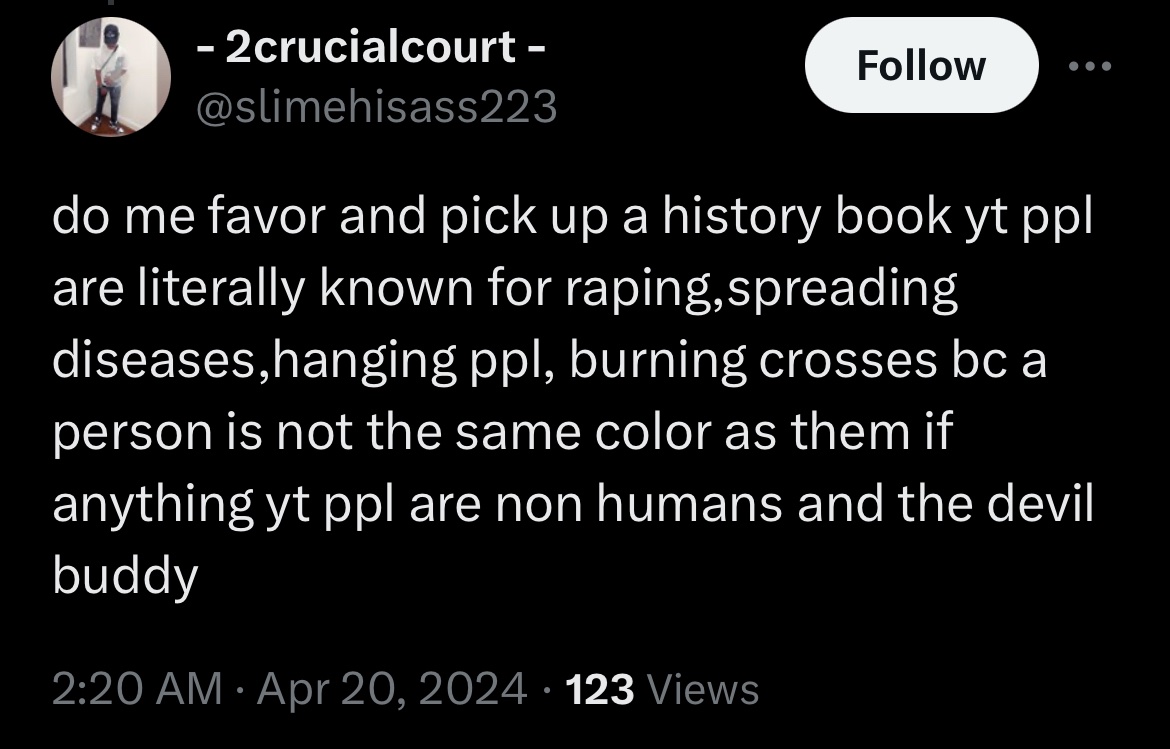 - 2crucialcourt -
@slimehisass223
Follow
do me favor and pick up a history book yt ppl
are literally known for raping,spreading
diseases,hanging ppl, burning crosses bc a
person is not the same color as them if
anything yt ppl are non humans and the devil
buddy
2:20 AM · Apr 20, 2024 · 123 Views